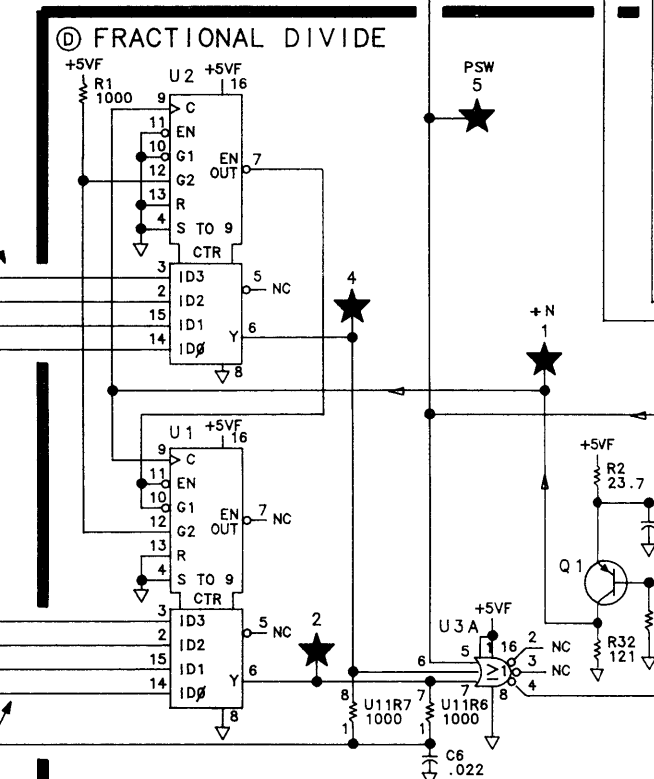 D FRACTIONAL DIVIDE
+5VF
R1
1000
U2 +5VF
16
9 C
11 EN
10 G1
12 G2
13 R
4 S TO 9
EN
OUT 7
CTR
3 ID3
2 ID2
15 ID1
14 IDØ
5 NC
Y 6
8
PSW
5
4
+N
1
U1 +5VF
16
9 C
11 EN
10 G1
12 G2
13 R
4 S TO 9
EN
OUT 7 NC
CTR
3 ID3
2 ID2
15 ID1
14 IDØ
5 NC
Y 6
8
2
+5VF
R2
23.7
Q1
R32
121
U3A +5VF
1 16
5
6
7
≥1
8
2 NC
3 NC
4
8 U11R7
1000
1
7 U11R6
1000
1
C6
.022